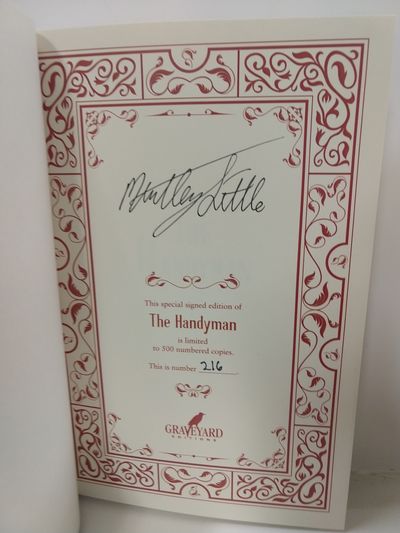 Bentley Little
This special signed edition of
The Handyman
is limited
to 500 numbered copies.
This is number 216
GRAVEYARD
EDITIONS